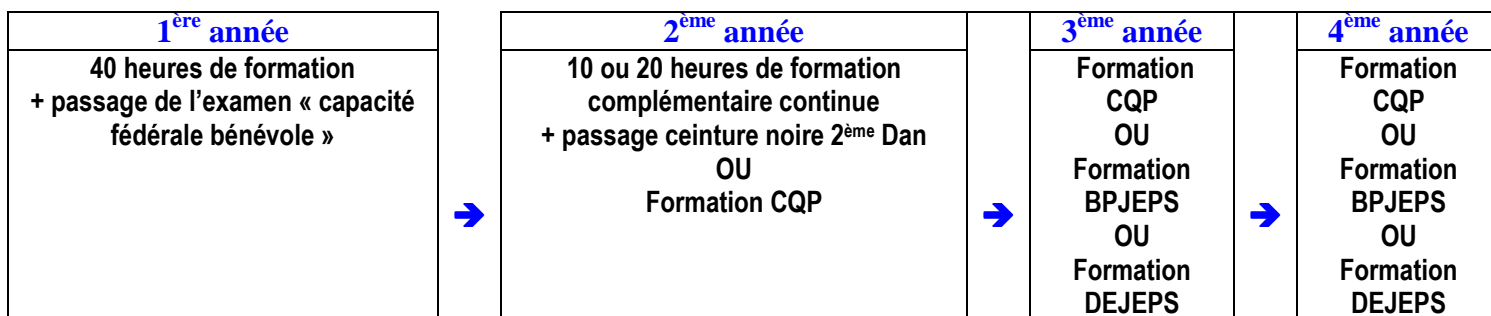 1ère année
40 heures de formation
+ passage de l’examen « capacité
fédérale bénévole »
➔
2ème année
10 ou 20 heures de formation
complémentaire continue
+ passage ceinture noire 2ème Dan
OU
Formation CQP
➔
3ème année
Formation
CQP
OU
Formation
BPJEPS
OU
Formation
DEJEPS
➔
4ème année
Formation
CQP
OU
Formation
BPJEPS
OU
Formation
DEJEPS